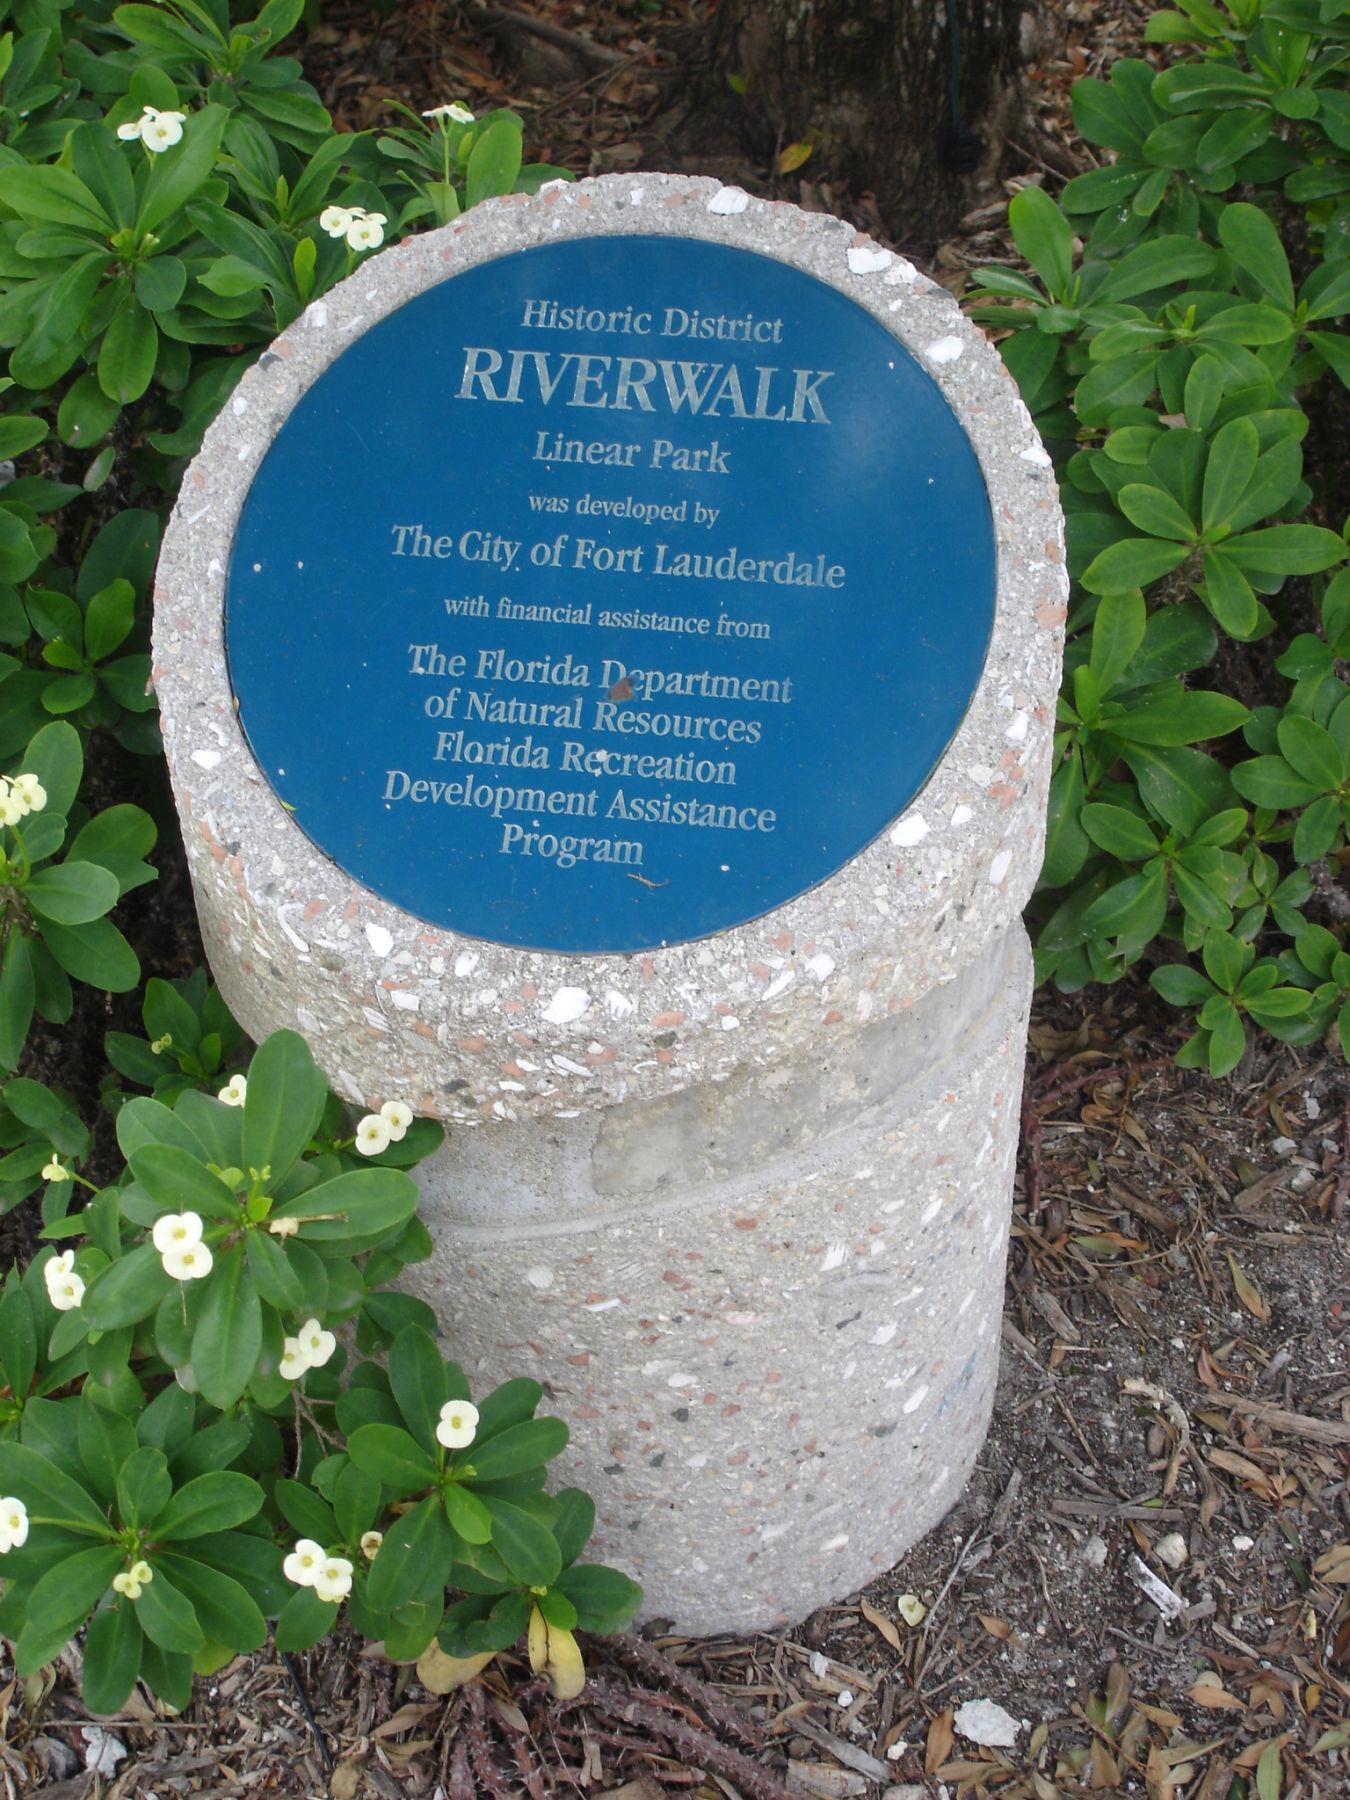 Historic District
RIVERWALK
Linear Park
was developed by
The City of Fort Lauderdale
with financial assistance from
The Florida Department
of Natural Resources
Florida Recreation
Development Assistance
Program